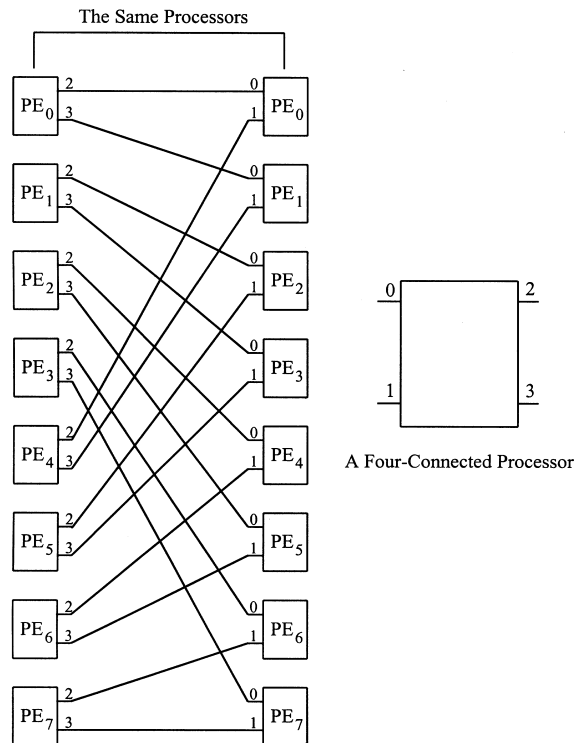 The Same Processors
2 0
PE0 PE0
3 1
0
2
PE1 PE1
3 1
2 0
PE2 PE2
3 1
2 0
PE3 PE3
3 1
2 0
PE4 PE4
3 1
2 0
PE5 PE5
3 1
2 0
PE6 PE6
3 1
2 0
PE7 PE7
3 1
0 2
1 3
A Four-Connected Processor